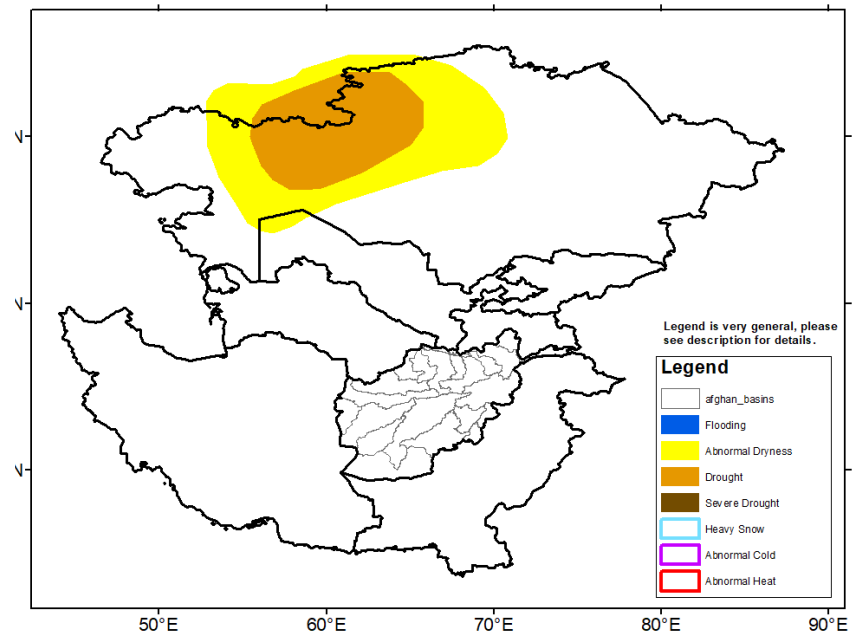 N
N
N
Legend is very general, please
see description for details.
Legend
afghan_basins
Flooding
Abnormal Dryness
Drought
Severe Drought
Heavy Snow
Abnormal Cold
Abnormal Heat
50°E 60°E 70°E 80°E 90°E